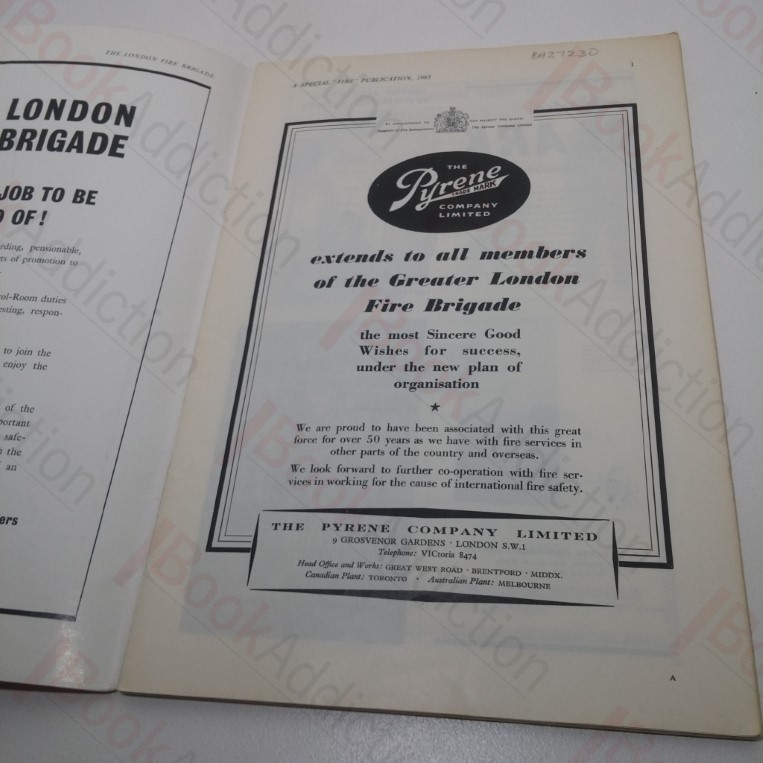 THE LONDON FIRE BRIGADE
LONDON
BRIGADE
JOB TO BE
OF!
pensionable,
of promotion to
duties
to join the
enjoy the
of the
safe-
the
an
8A27230
1
A SPECIAL "FIRE" PUBLICATION, 1965
THE
Pyrene
TRADE MARK
COMPANY
LIMITED
extends to all members
of the Greater London
Fire Brigade
the most Sincere Good
Wishes for success,
under the new plan of
organisation
★
We are proud to have been associated with this great
force for over 50 years as we have with fire services in
other parts of the country and overseas.
We look forward to further co-operation with fire ser-
vices in working for the cause of international fire safety.
THE PYRENE COMPANY LIMITED
9 GROSVENOR GARDENS · LONDON S.W.1
Telephone: VICtoria 8474
Head Office and Works: GREAT WEST ROAD · BRENTFORD · MIDDX.
Canadian Plant: TORONTO · Australian Plant: MELBOURNE
A
BookAddiction